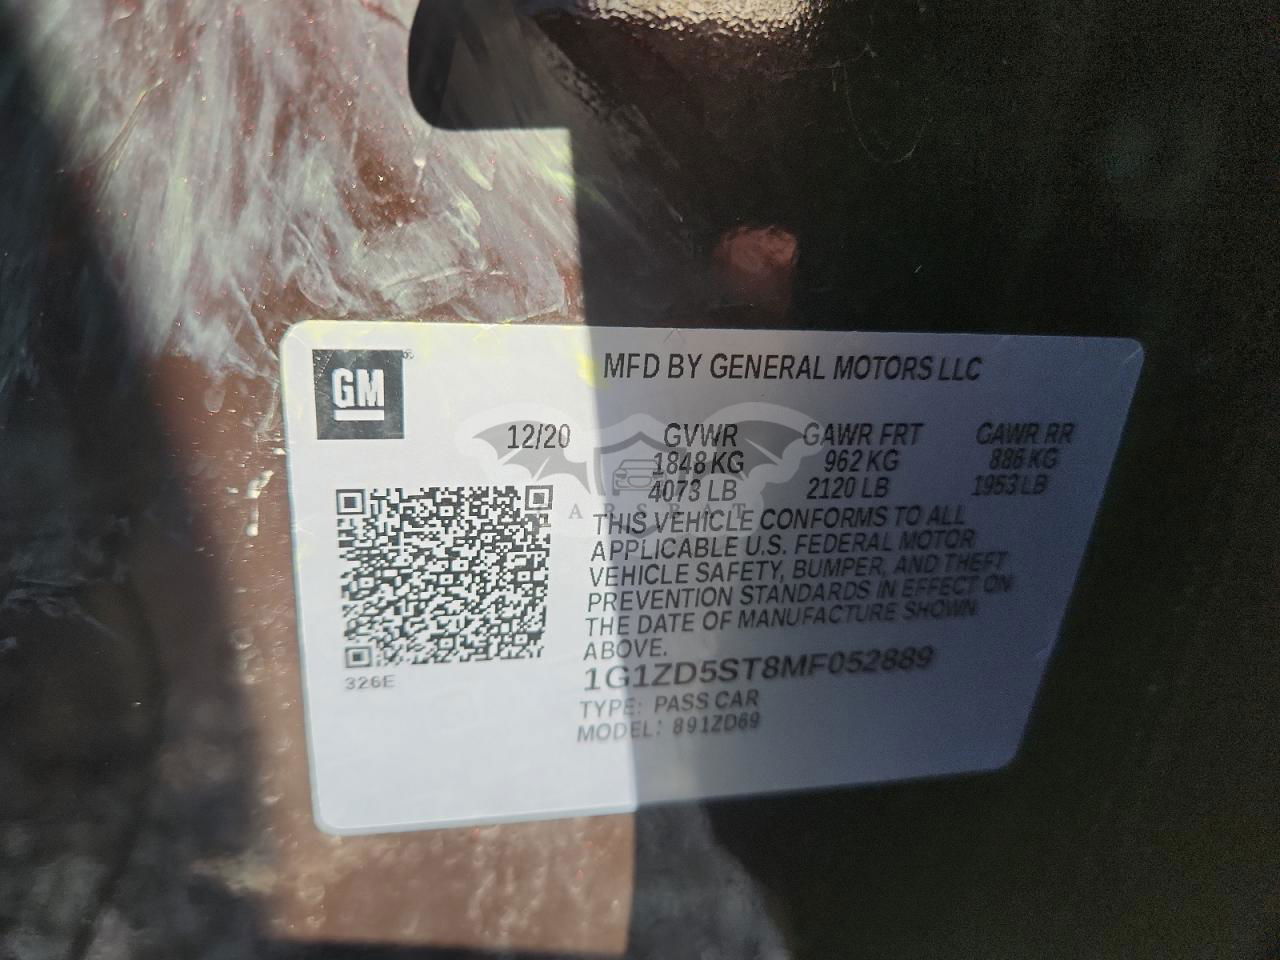 MFD BY GENERAL MOTORS LLC
GM
12/20 GVWR GAWR FRT GAWR RR
1848 KG 962 KG 886 KG
4073 LB 2120 LB 1953 LB
THIS VEHICLE CONFORMS TO ALL
APPLICABLE U.S. FEDERAL MOTOR
VEHICLE SAFETY, BUMPER, AND THEFT
PREVENTION STANDARDS IN EFFECT ON
THE DATE OF MANUFACTURE SHOWN
ABOVE.
1G1ZD5ST8MF052889
326E
TYPE: PASS CAR
MODEL: 891ZD69